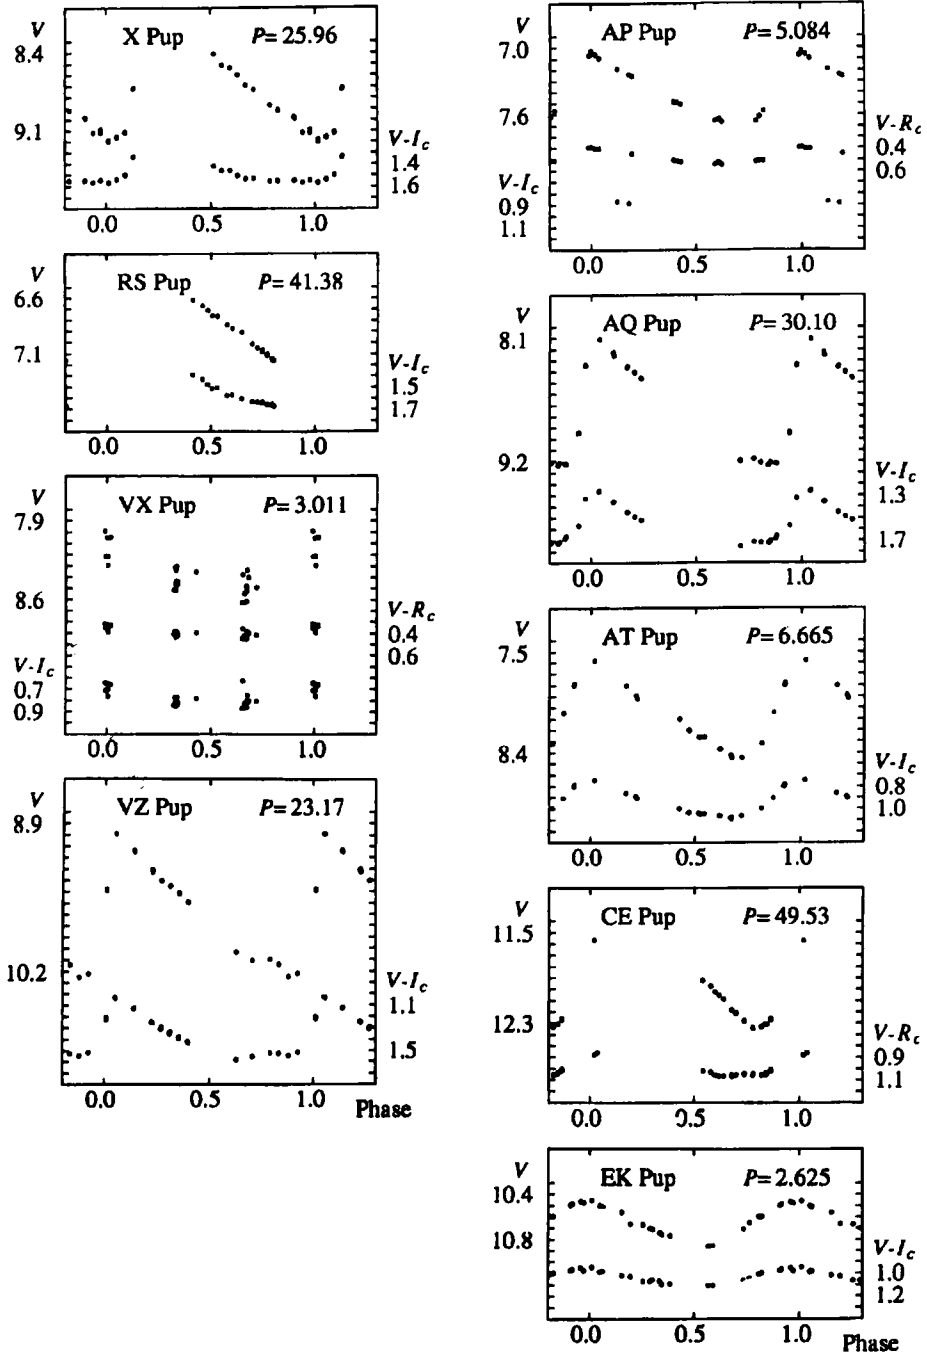 V
X Pup P=25.96
8.4
9.1
V-Ic
1.4
1.6
0.0 0.5 1.0
V
RS Pup P=41.38
6.6
7.1
V-Ic
1.5
1.7
0.0 0.5 1.0
V
VX Pup P=3.011
7.9
8.6
V-Rc
0.4
0.6
V-Ic
0.7
0.9
0.0 0.5 1.0
V
VZ Pup P=23.17
8.9
10.2
V-Ic
1.1
1.5
0.0 0.5 1.0
Phase
V
AP Pup P=5.084
7.0
7.6
V-Rc
0.4
0.6
V-Ic
0.9
1.1
0.0 0.5 1.0
V
AQ Pup P=30.10
8.1
9.2
V-Ic
1.3
1.7
0.0 0.5 1.0
V
AT Pup P=6.665
7.5
8.4
V-Ic
0.8
1.0
0.0 0.5 1.0
V
CE Pup P=49.53
11.5
12.3
V-Rc
0.9
1.1
0.0 0.5 1.0
V
EK Pup P=2.625
10.4
10.8
V-Ic
1.0
1.2
0.0 0.5 1.0
Phase